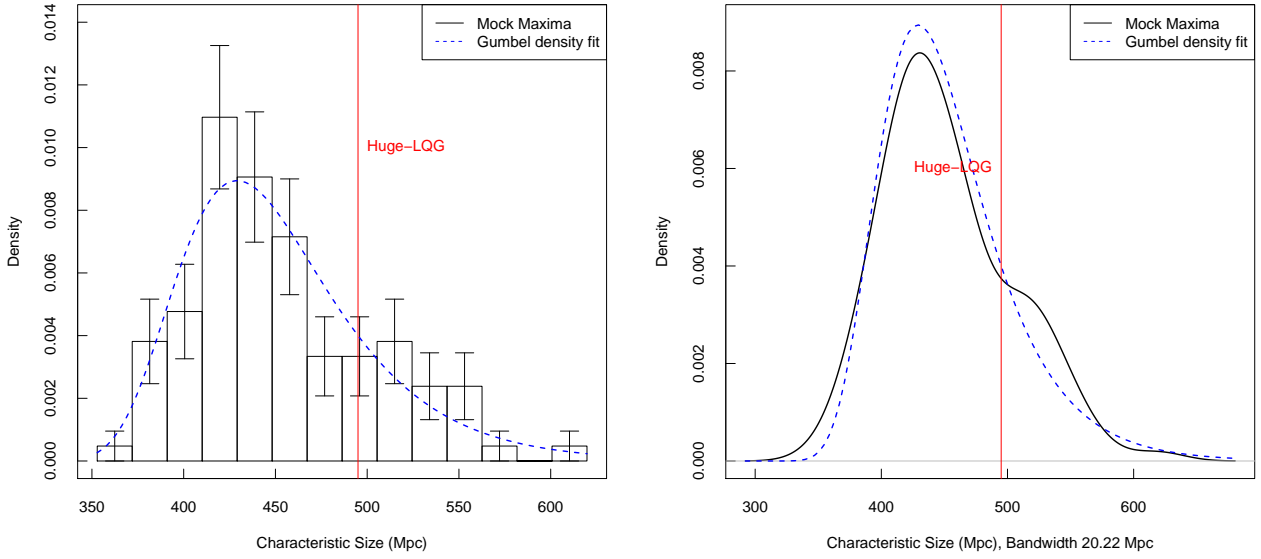 Mock Maxima
Gumbel density fit
Huge−LQG
Density
0.000
0.002
0.004
0.006
0.008
0.010
0.012
0.014
350
400
450
500
550
600
Characteristic Size (Mpc)
Mock Maxima
Gumbel density fit
Huge−LQG
Density
0.000
0.002
0.004
0.006
0.008
300
400
500
600
Characteristic Size (Mpc), Bandwidth 20.22 Mpc